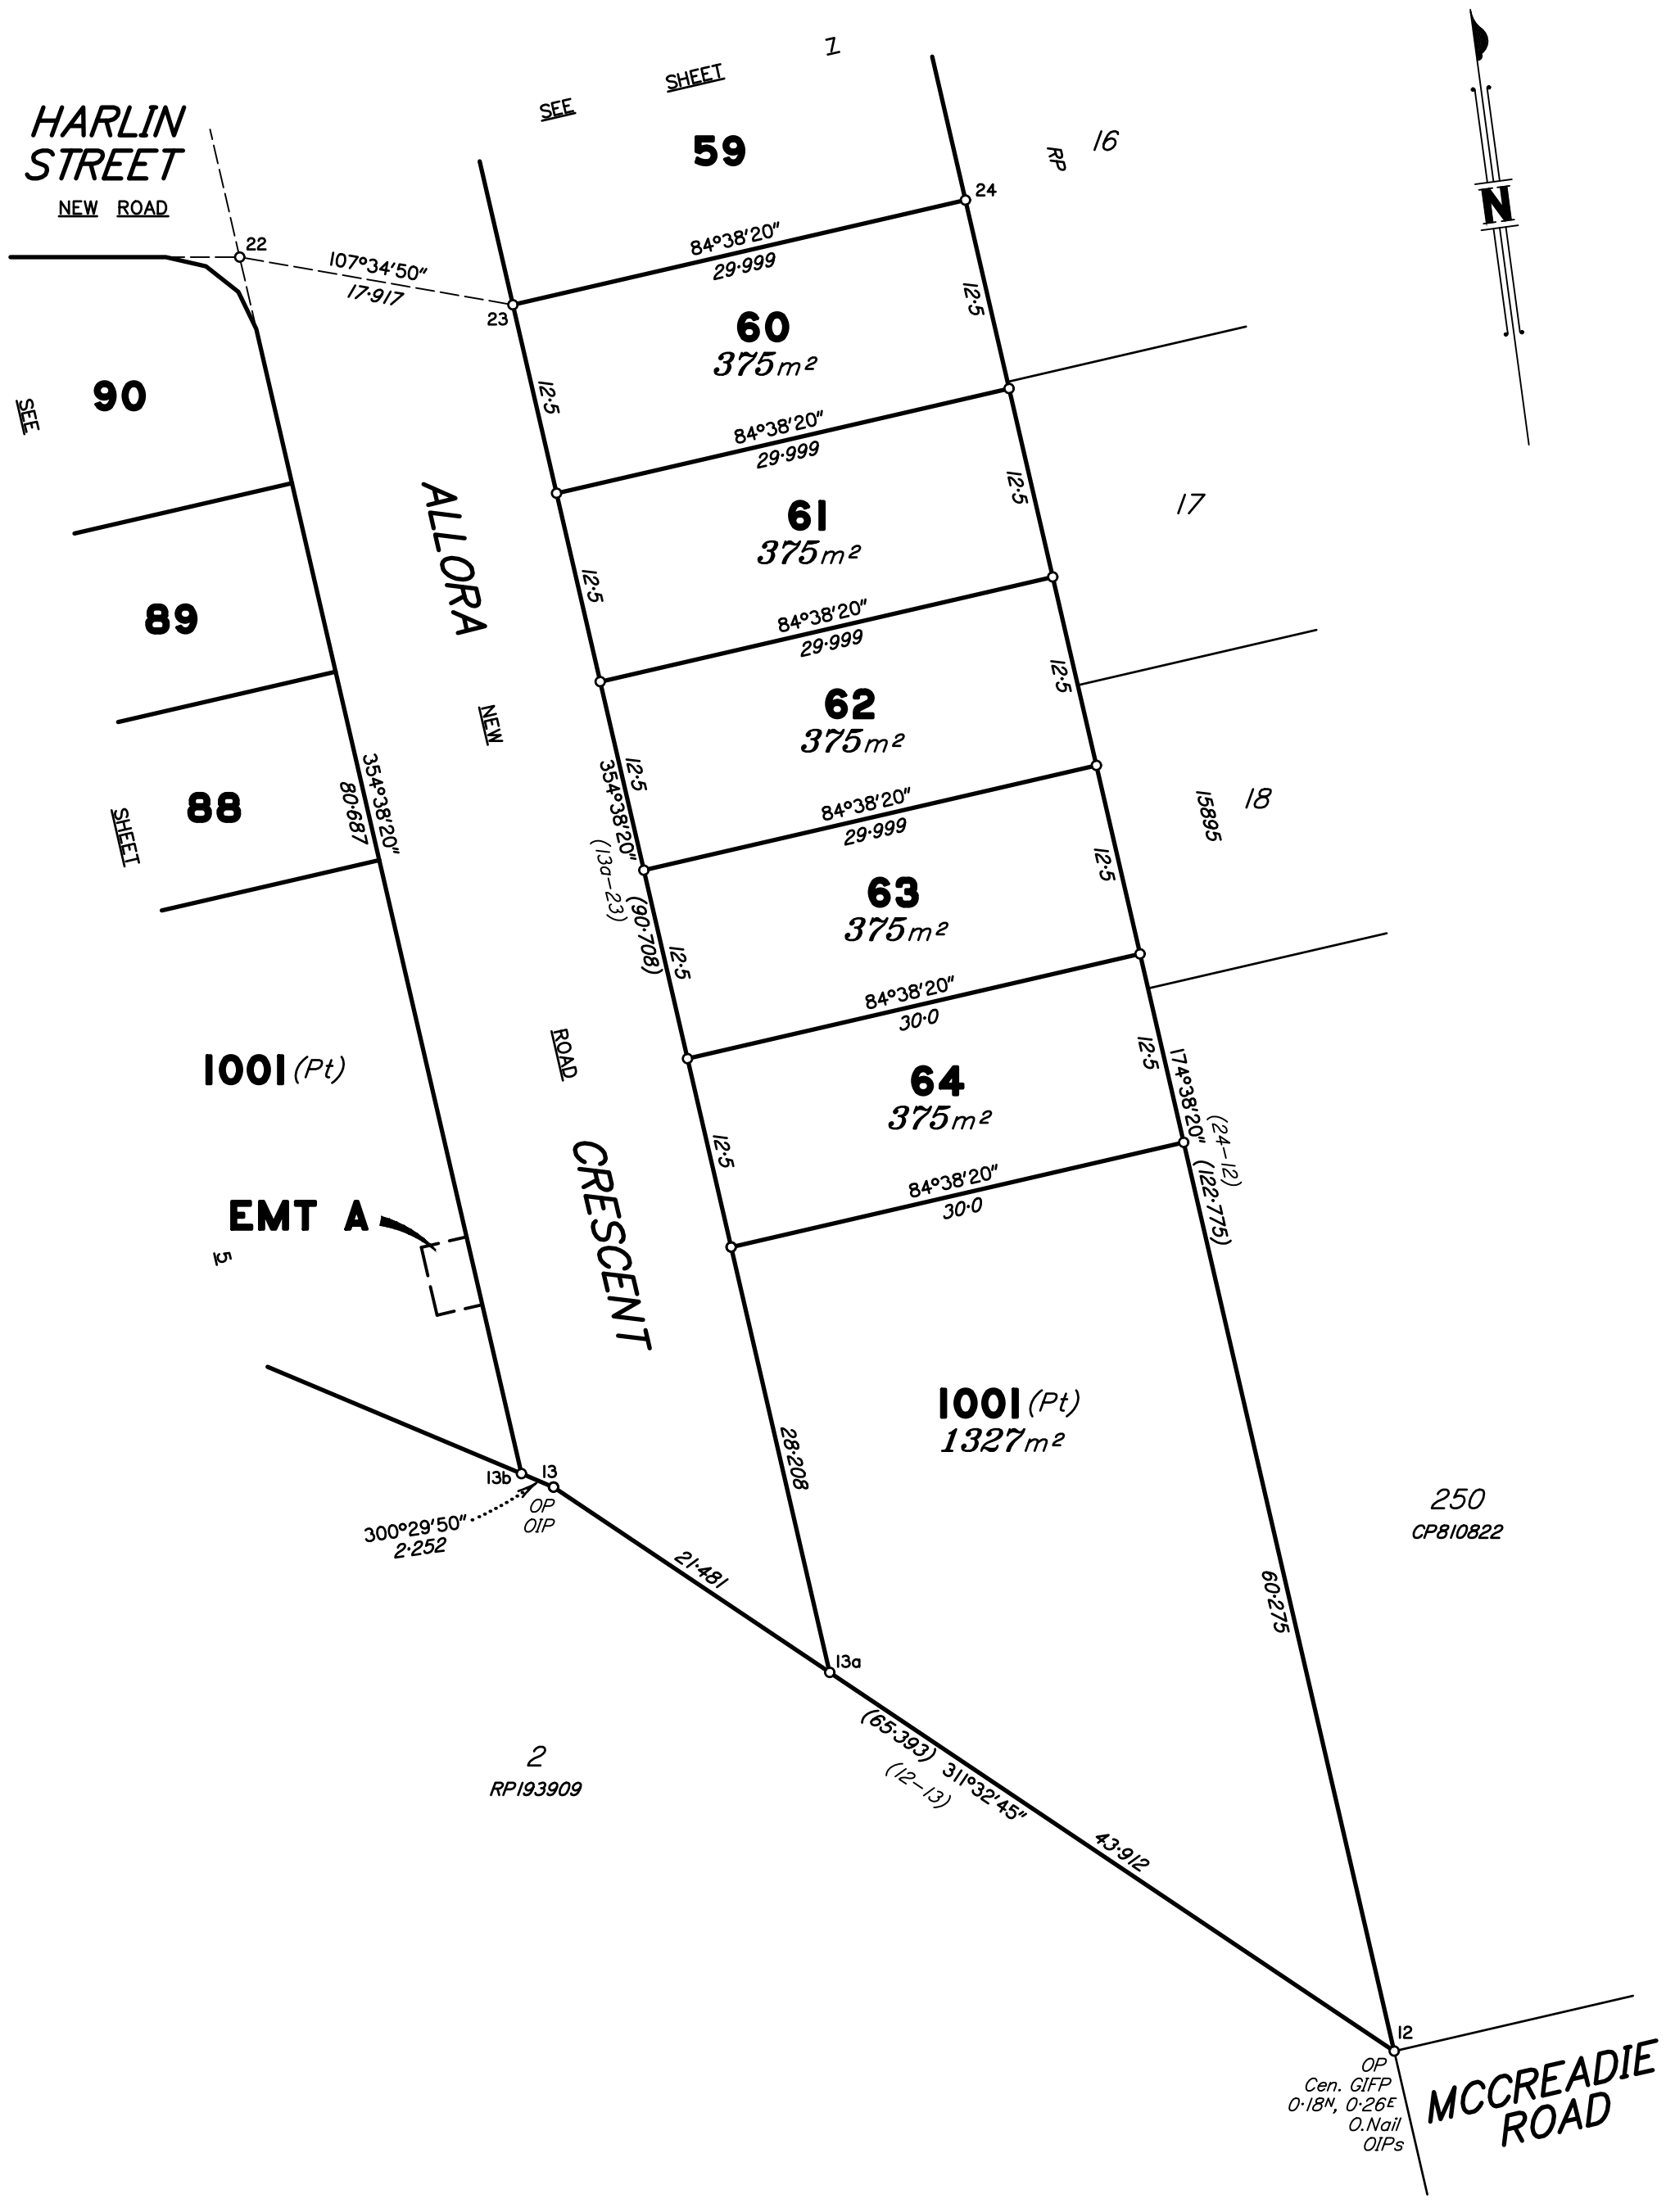 HARLIN
STREET
NEW ROAD
SEE SHEET 7
59
RP
16
N
24
22
107°34'50"
17·917
23
84°38'20"
29·999
12·5
60
375m²
12·5
84°38'20"
29·999
12·5
61
375m²
12·5
17
84°38'20"
29·999
12·5
62
375m²
12·5
84°38'20"
29·999
12·5
63
375m²
12·5
15895
18
84°38'20"
30·0
12·5
64
375m²
12·5
84°38'20"
30·0
174°38'20"
(24-12)
(122·775)
354°38'20"
(13a-23)
(90·708)
ALLORA
CRESCENT
NEW
ROAD
354°38'20"
80·687
90
89
88
SEE
SHEET
5
1001 (Pt)
EMT A
1001 (Pt)
1327m²
28·208
60·275
250
CP810822
13b
13
OP
OIP
300°29'50"
2·252
21·481
13a
(65·393) 311°32'45"
(12-13)
43·912
2
RP193909
12
OP
Cen. GIFP
0·18N, 0·26E
O.Nail
OIPs
MCCREADIE
ROAD